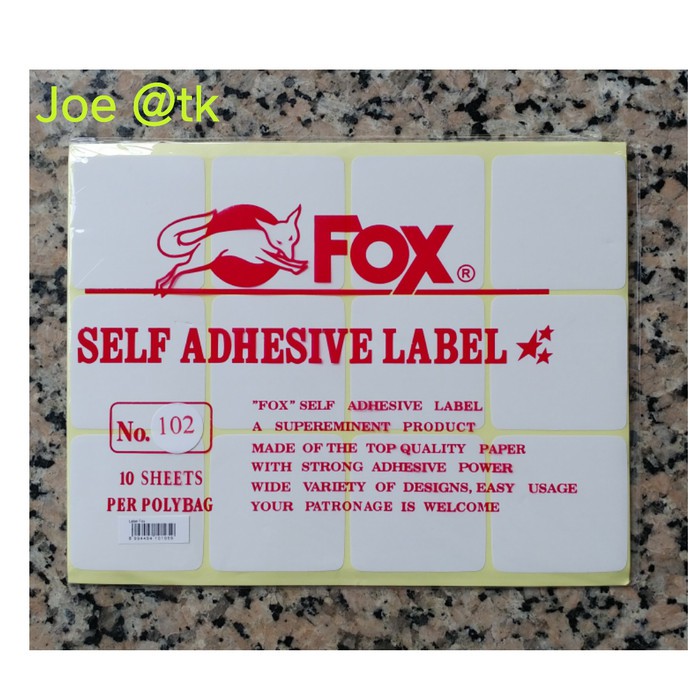 Joe @tk
FOX®
SELF ADHESIVE LABEL
No. 102
10 SHEETS
PER POLYBAG
"FOX" SELF ADHESIVE LABEL
A SUPEREMINENT PRODUCT
MADE OF THE TOP QUALITY PAPER
WITH STRONG ADHESIVE POWER
WIDE VARIETY OF DESIGNS, EASY USAGE
YOUR PATRONAGE IS WELCOME